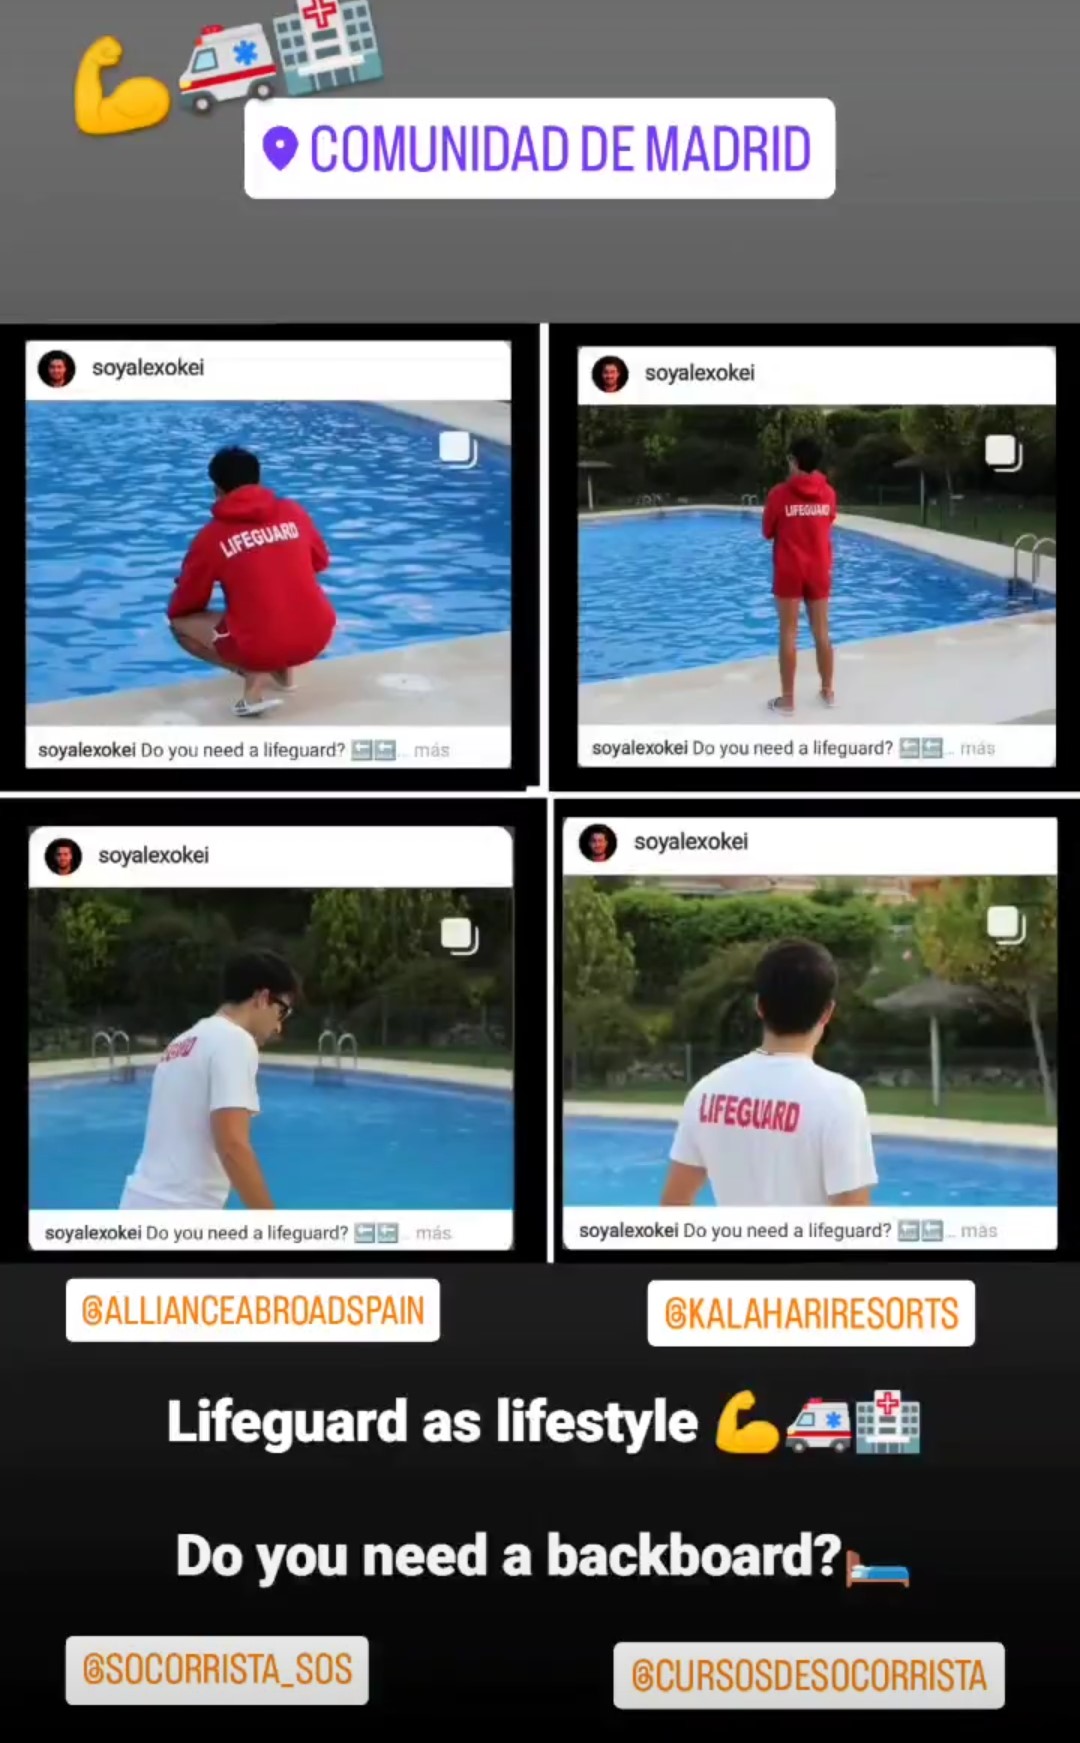 COMUNIDAD DE MADRID
soyalexokei
LIFEGUARD
soyalexokei Do you need a lifeguard? 🔙🔙... más
soyalexokei
LIFEGUARD
soyalexokei Do you need a lifeguard? 🔙🔙... más
soyalexokei
soyalexokei Do you need a lifeguard? 🔙🔙... más
soyalexokei
LIFEGUARD
soyalexokei Do you need a lifeguard? 🔙🔙... más
@ALLIANCEABROADSPAIN
@KALAHARIRESORTS
Lifeguard as lifestyle 💪🚑🏥
Do you need a backboard?🛏️
@SOCORRISTA_SOS
@CURSOSDESOCORRISTA